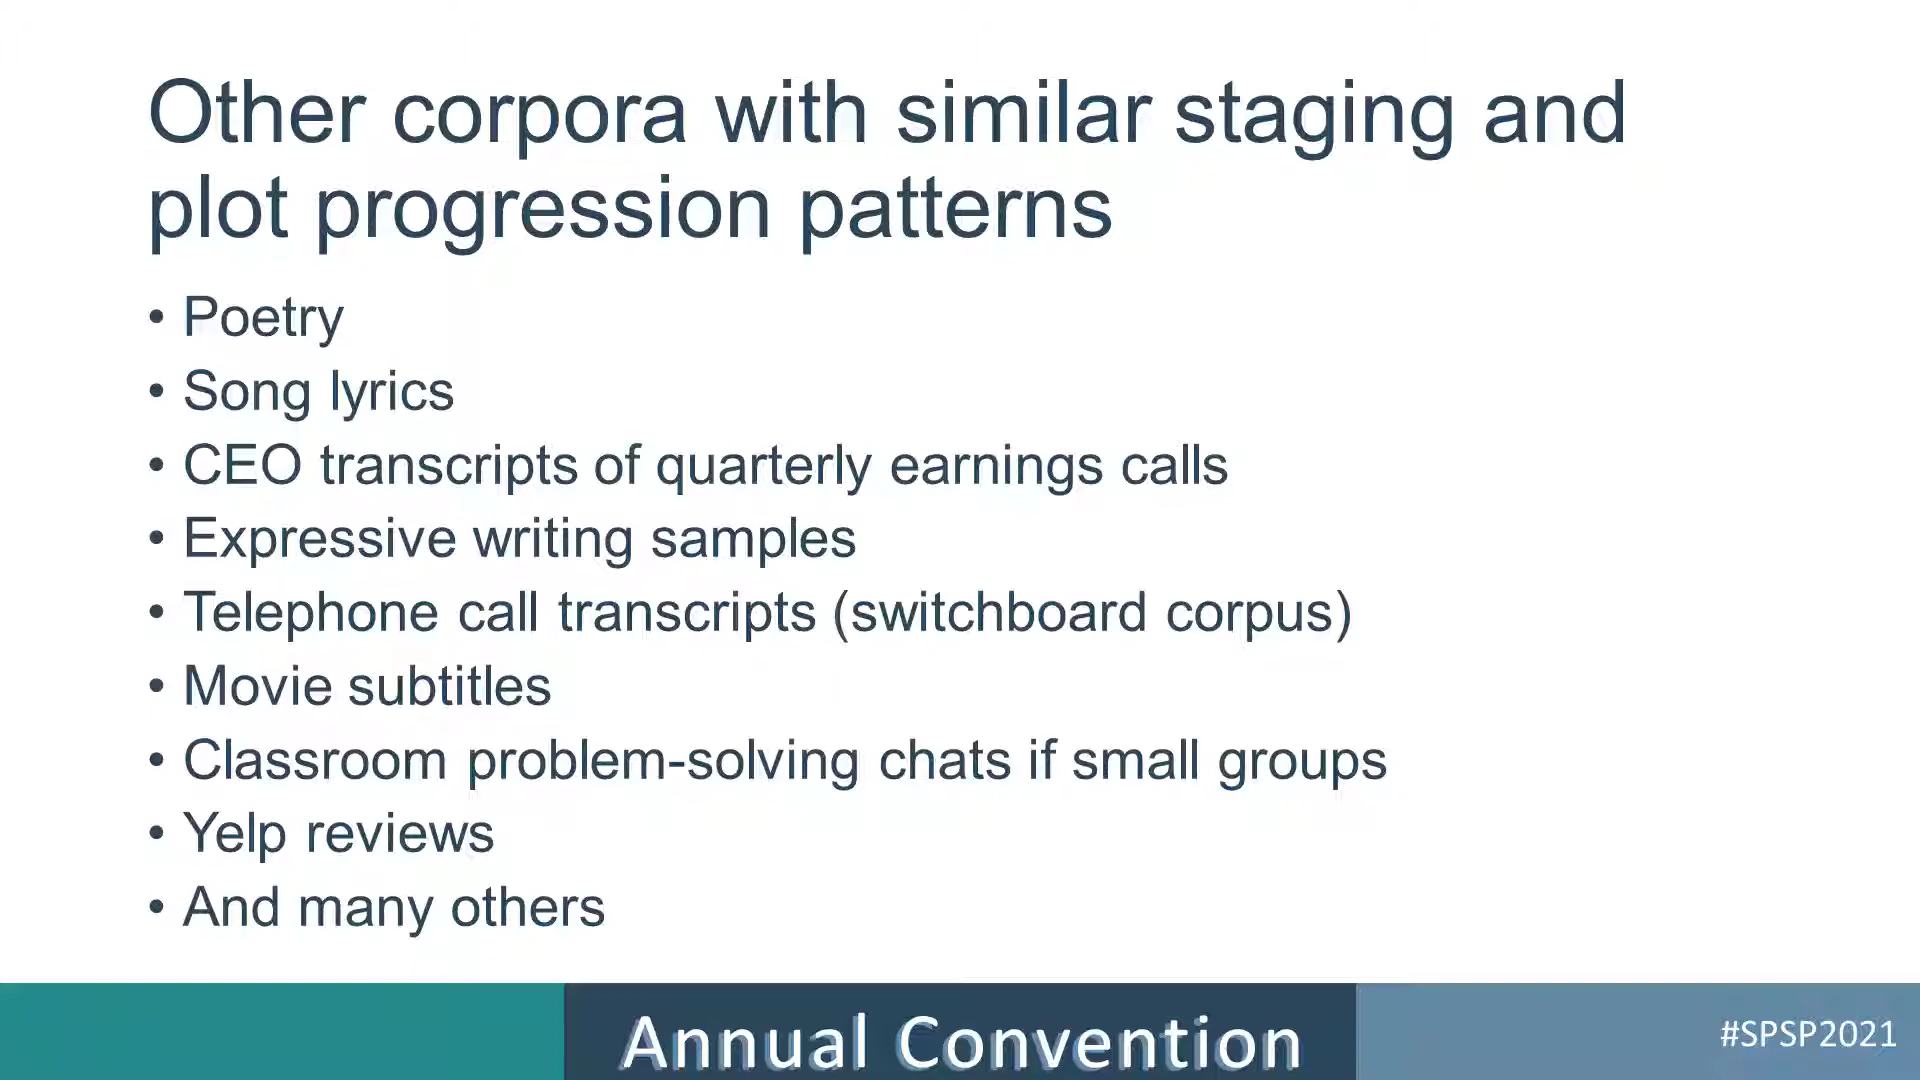 Other corpora with similar staging and
plot progression patterns
• Poetry
• Song lyrics
• CEO transcripts of quarterly earnings calls
• Expressive writing samples
• Telephone call transcripts (switchboard corpus)
• Movie subtitles
• Classroom problem-solving chats if small groups
• Yelp reviews
• And many others
Annual Convention
#SPSP2021